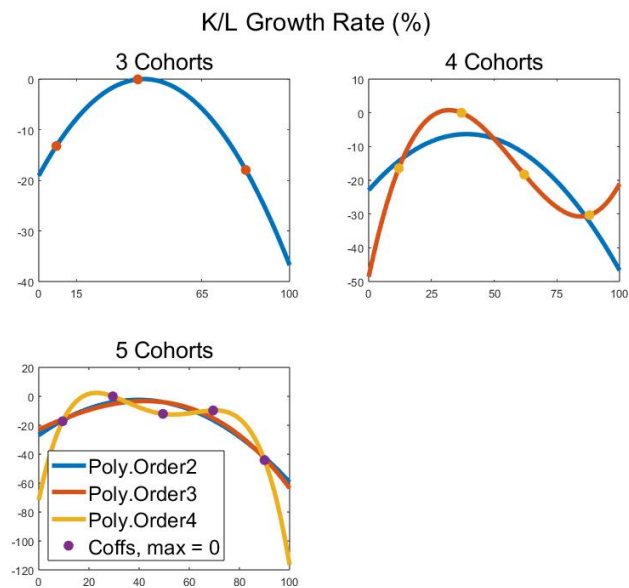 K/L Growth Rate (%)
3 Cohorts
0
-10
-20
-30
-40
0 15 65 100
4 Cohorts
10
0
-10
-20
-30
-40
-50
0 25 50 75 100
5 Cohorts
20
0
-20
-40
-60
-80
-100
-120
Poly.Order2
Poly.Order3
Poly.Order4
Coffs, max = 0
0 20 40 60 80 100